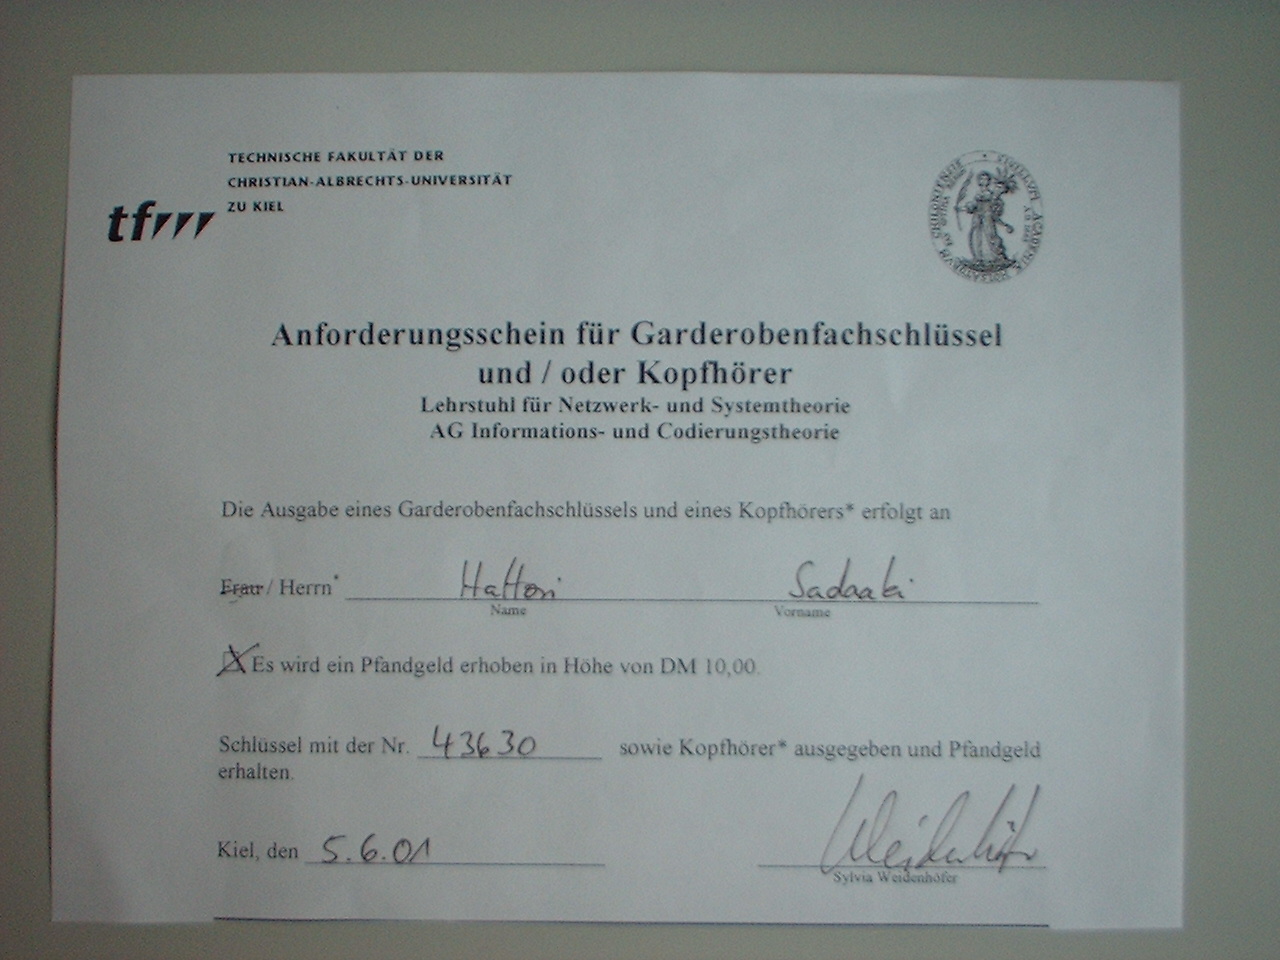 TECHNISCHE FAKULTÄT DER
CHRISTIAN-ALBRECHTS-UNIVERSITÄT
ZU KIEL
tf
Anforderungsschein für Garderobenfachschlüssel
und / oder Kopfhörer
Lehrstuhl für Netzwerk- und Systemtheorie
AG Informations- und Codierungstheorie
Die Ausgabe eines Garderobenfachschlüssels und eines Kopfhörers* erfolgt an
Frau / Herrn* Hattori Sadaaki
Name Vorname
X Es wird ein Pfandgeld erhoben in Höhe von DM 10,00.
Schlüssel mit der Nr. 43630 sowie Kopfhörer* ausgegeben und Pfandgeld
erhalten.
Kiel, den 5.6.01 Weidenhöfer
Sylvia Weidenhöfer